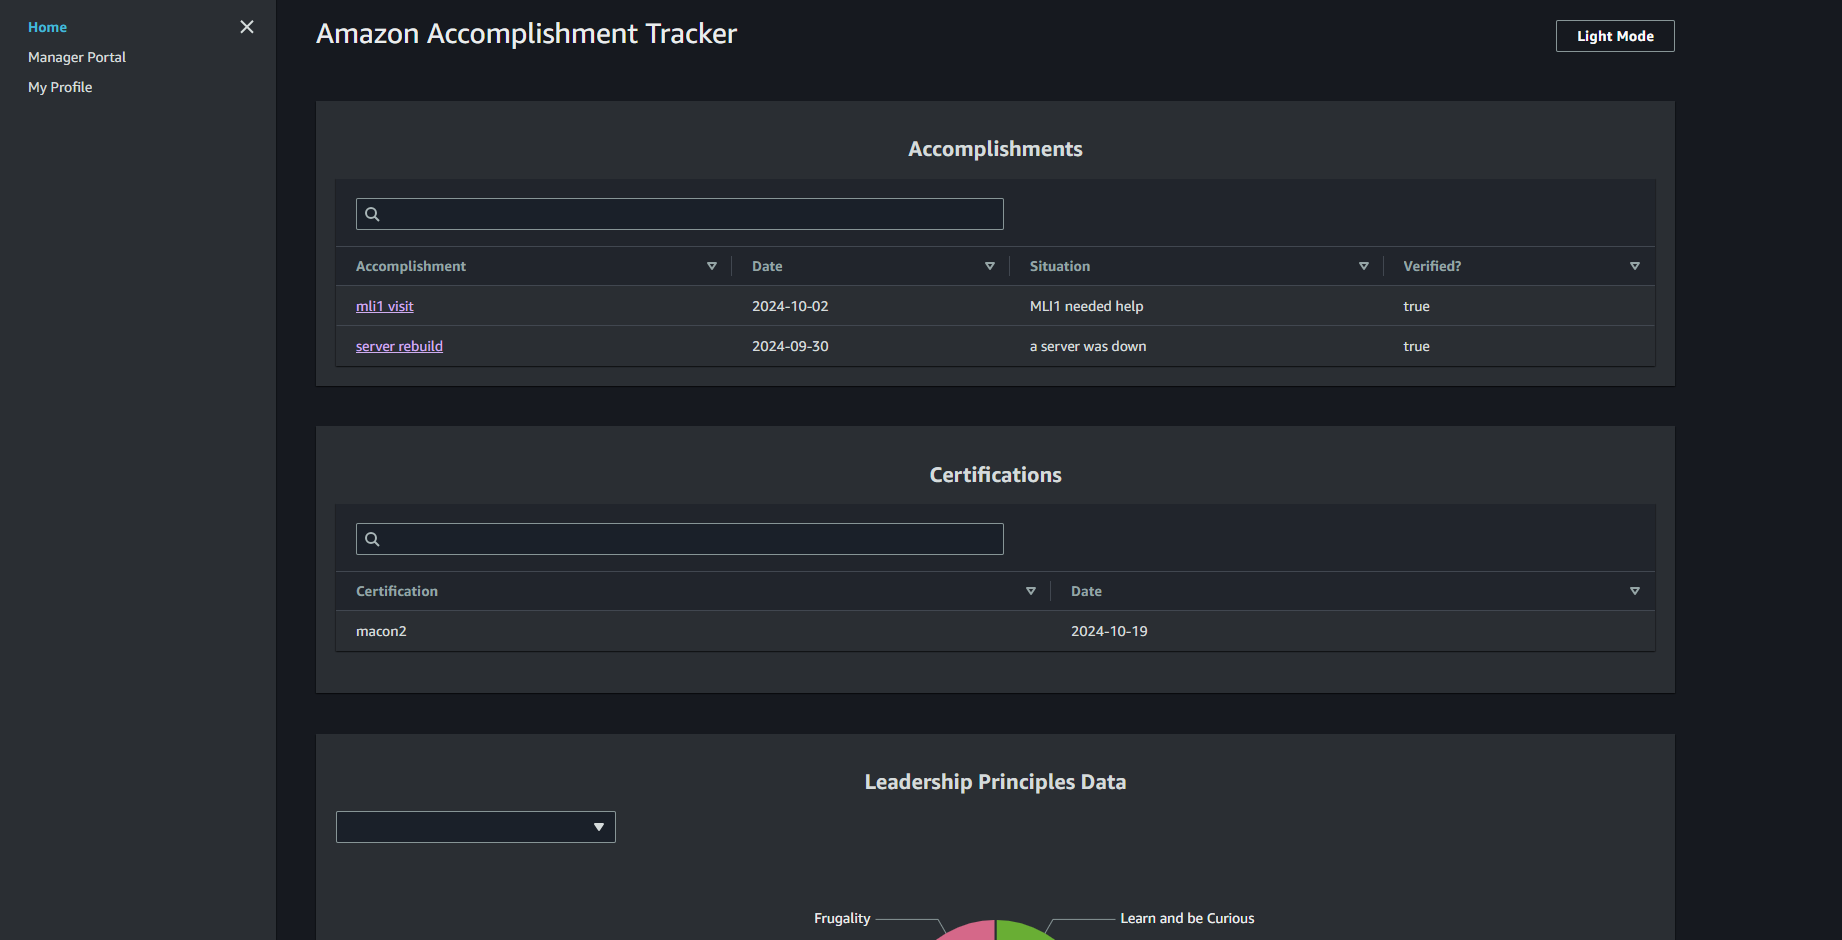 Home
Manager Portal
My Profile
Amazon Accomplishment Tracker
Light Mode
Accomplishments
Accomplishment Date Situation Verified?
mli1 visit 2024-10-02 MLI1 needed help true
server rebuild 2024-09-30 a server was down true
Certifications
Certification Date
macon2 2024-10-19
Leadership Principles Data
Frugality Learn and be Curious